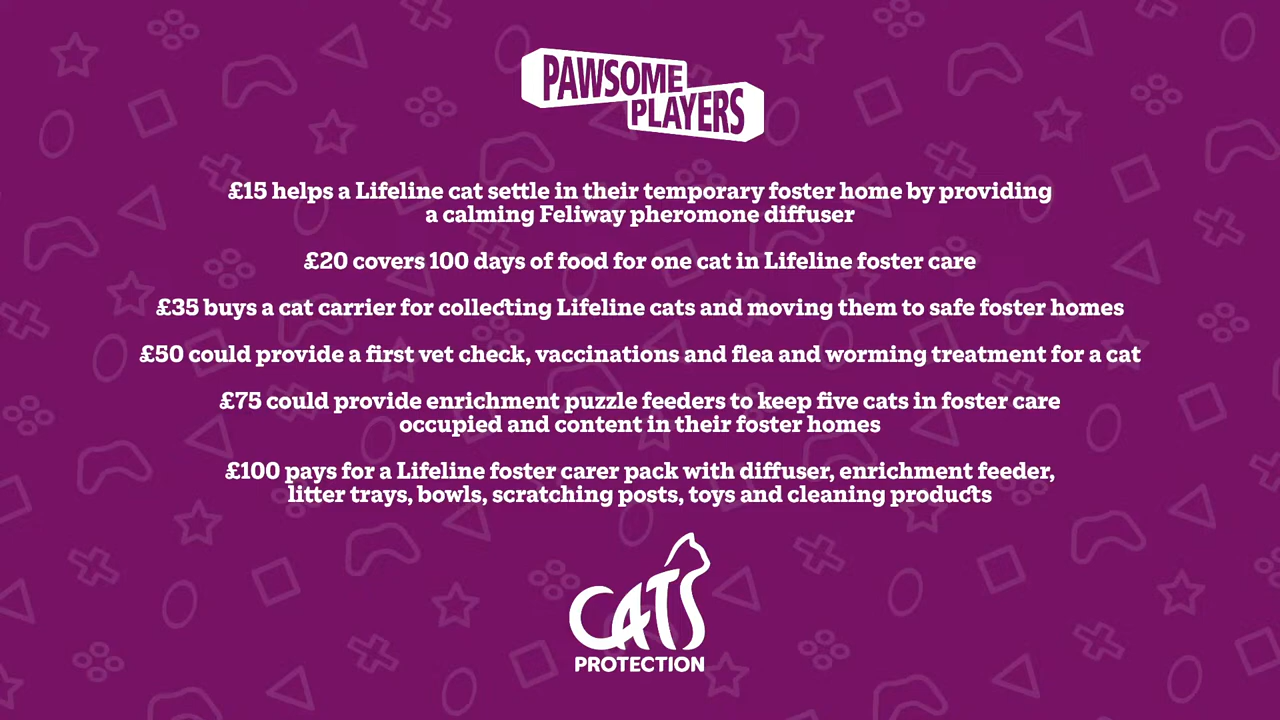 PAWSOME
PLAYERS
£15 helps a Lifeline cat settle in their temporary foster home by providing
a calming Feliway pheromone diffuser
£20 covers 100 days of food for one cat in Lifeline foster care
£35 buys a cat carrier for collecting Lifeline cats and moving them to safe foster homes
£50 could provide a first vet check, vaccinations and flea and worming treatment for a cat
£75 could provide enrichment puzzle feeders to keep five cats in foster care
occupied and content in their foster homes
£100 pays for a Lifeline foster carer pack with diffuser, enrichment feeder,
litter trays, bowls, scratching posts, toys and cleaning products
CATS
PROTECTION